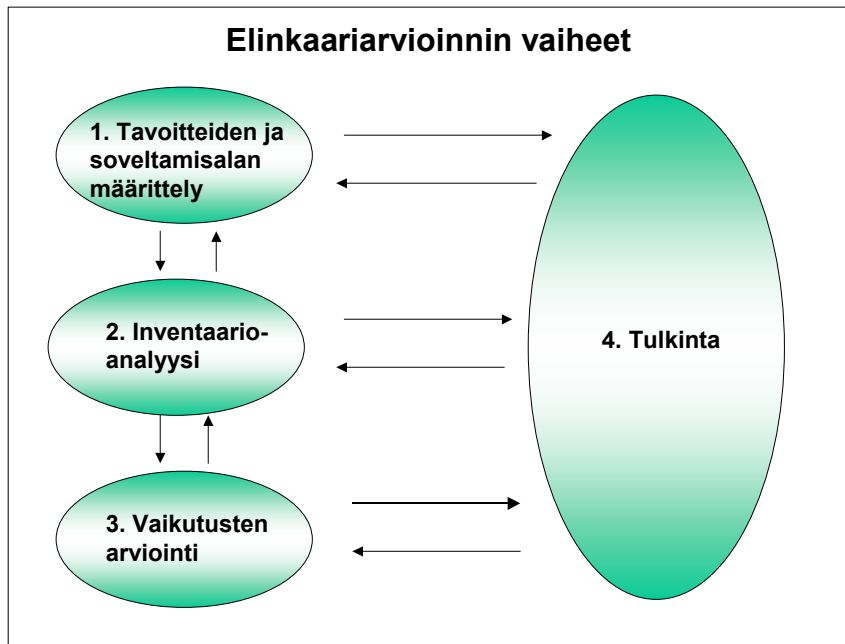 Elinkaariarvioinnin vaiheet
1. Tavoitteiden ja
soveltamisalan
määrittely
2. Inventaario-
analyysi
3. Vaikutusten
arviointi
4. Tulkinta